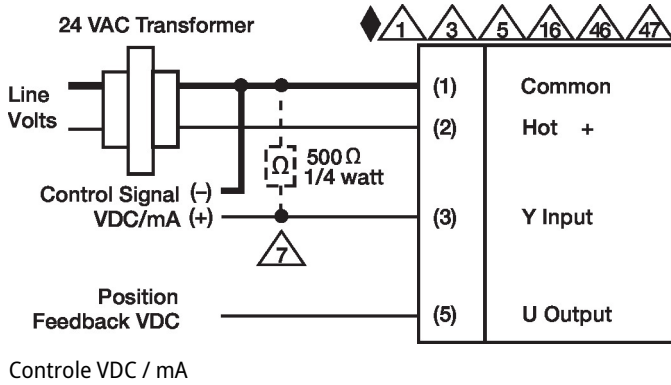 24 VAC Transformer
1 3 5 16 46 47
Line
Volts
(1) Common
(2) Hot +
Ω 500 Ω
1/4 watt
Control Signal (–)
VDC/mA (+)
(3) Y Input
7
Position
Feedback VDC
(5) U Output
Controle VDC / mA